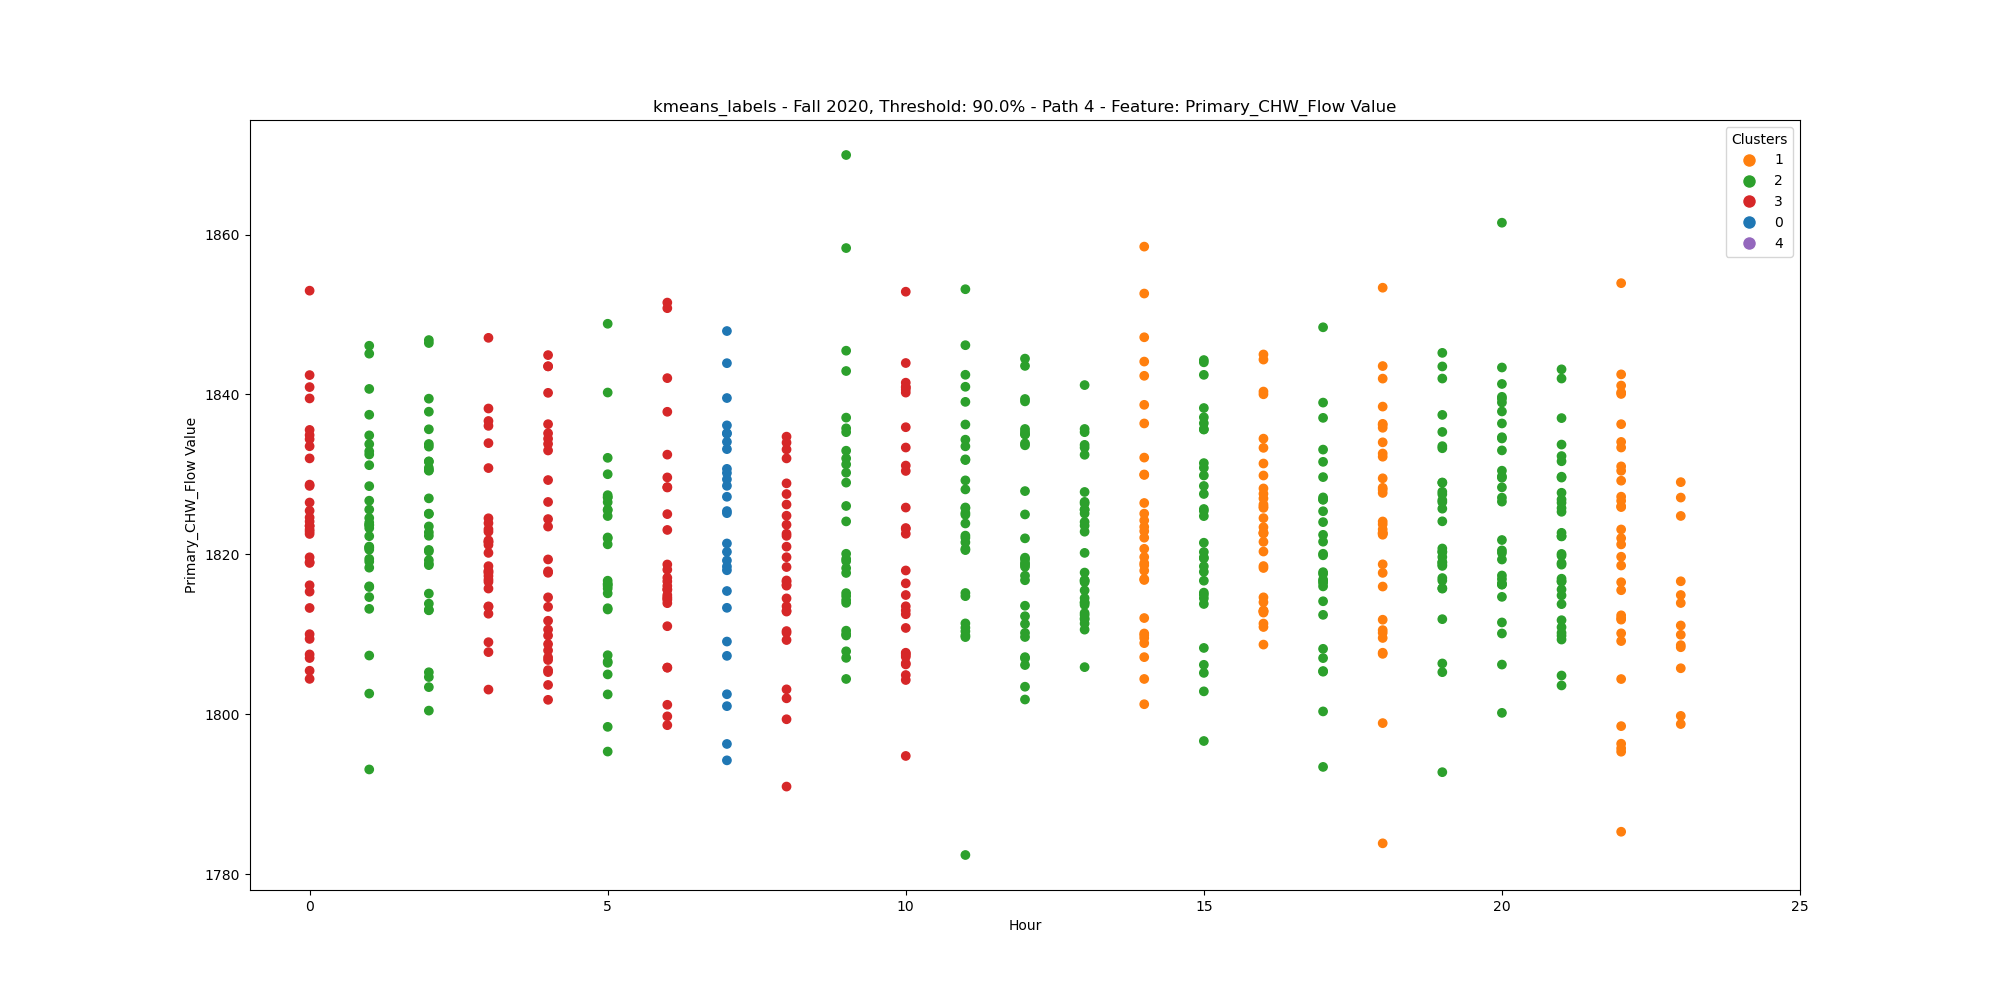 kmeans_labels - Fall 2020, Threshold: 90.0% - Path 4 - Feature: Primary_CHW_Flow Value
Clusters
1
2
3
0
4
Primary_CHW_Flow Value
1860
1840
1820
1800
1780
0 5 10 15 20 25
Hour